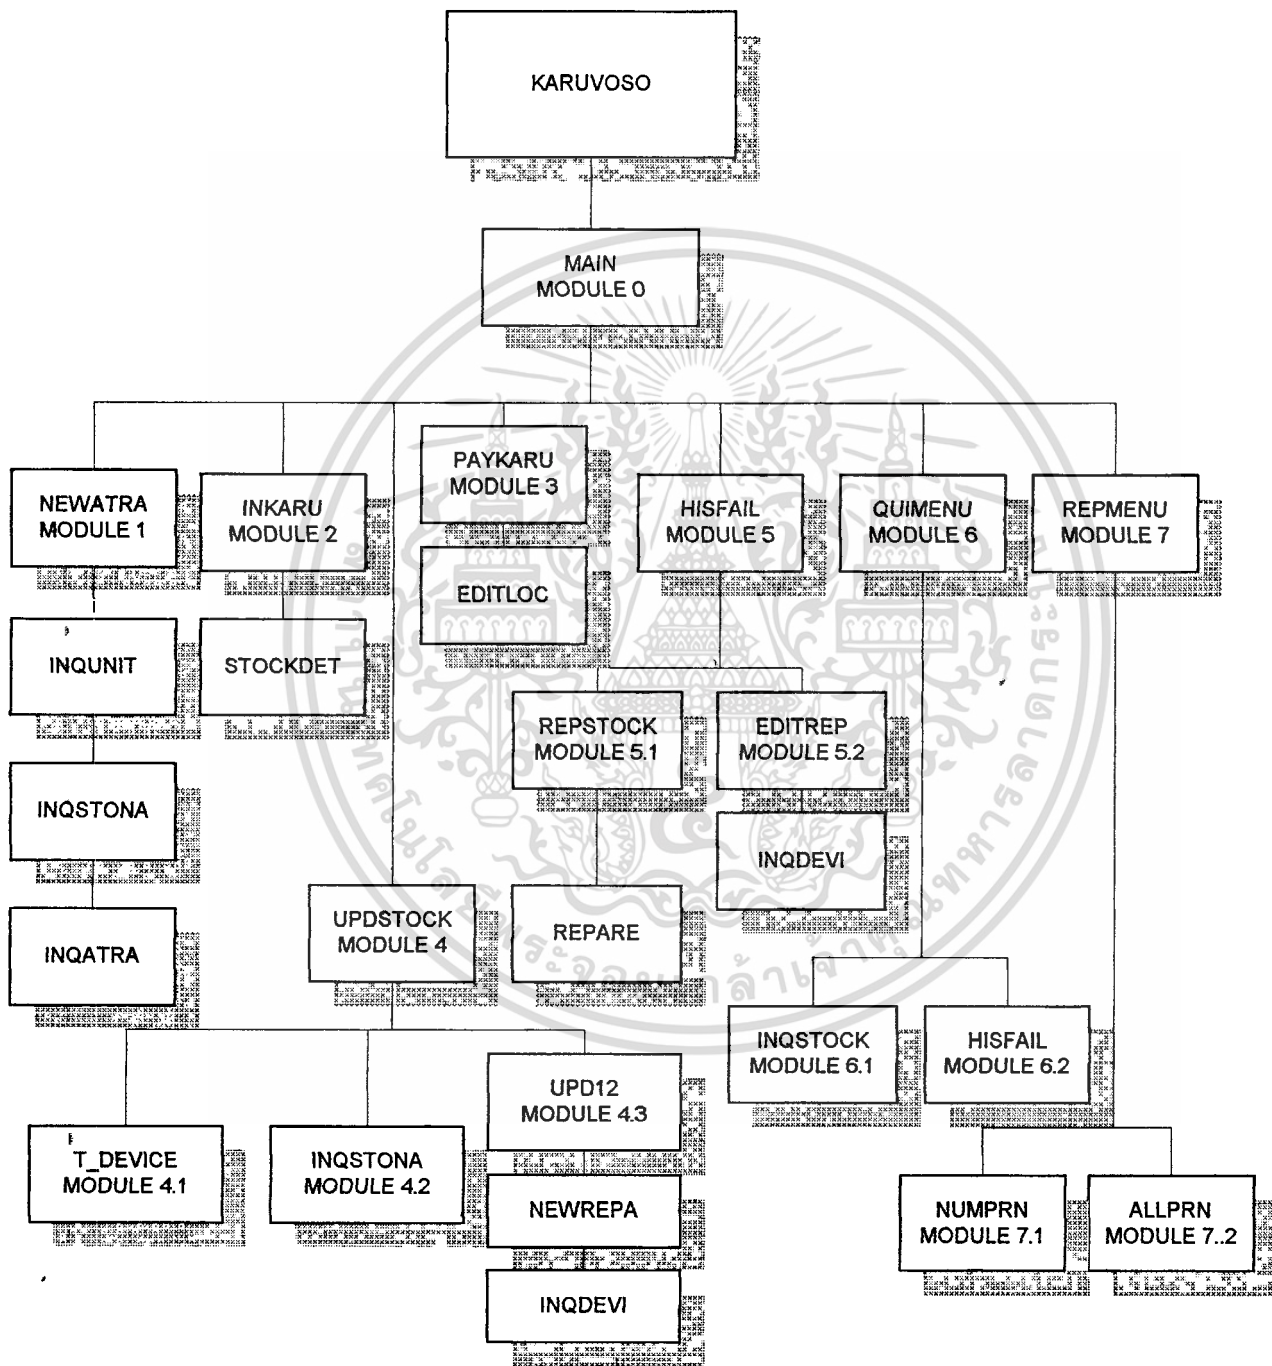 KARUVOSO
MAIN
MODULE 0
NEWATRA
MODULE 1
INKARU
MODULE 2
PAYKARU
MODULE 3
HISFAIL
MODULE 5
QUIMENU
MODULE 6
REPMENU
MODULE 7
EDITLOC
INQUNIT
STOCKDET
REPSTOCK
MODULE 5.1
EDITREP
MODULE 5.2
INQSTONA
INQDEVI
UPDSTOCK
MODULE 4
REPARE
INQATRA
INQSTOCK
MODULE 6.1
HISFAIL
MODULE 6.2
UPD12
MODULE 4.3
T_DEVICE
MODULE 4.1
INQSTONA
MODULE 4.2
NEWREPA
NUMPRN
MODULE 7.1
ALLPRN
MODULE 7..2
INQDEVI